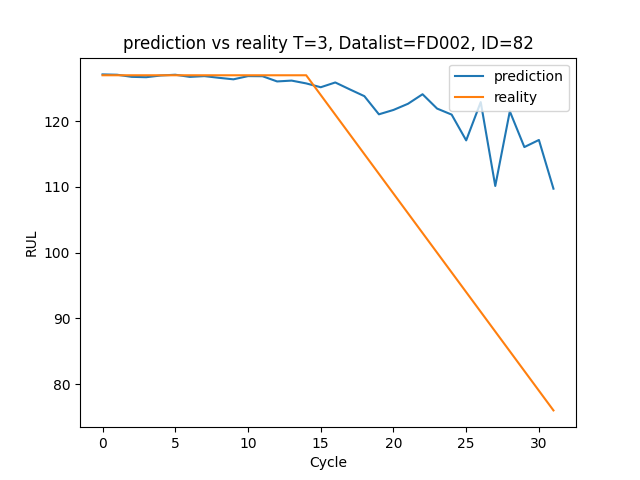 prediction vs reality T=3, Datalist=FD002, ID=82
prediction
reality
120
110
100
90
80
RUL
0 5 10 15 20 25 30
Cycle